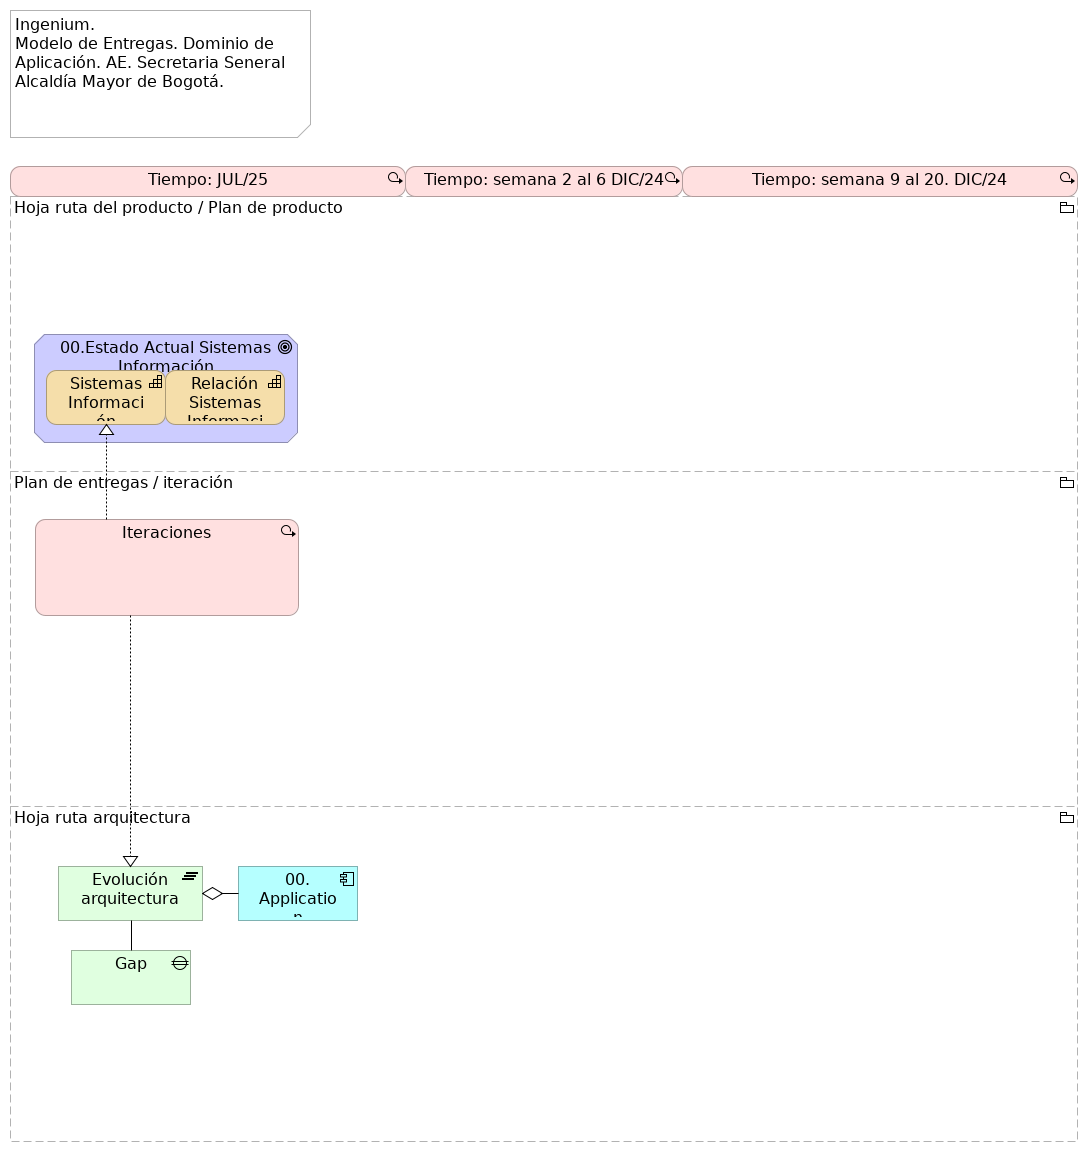 Ingenium.
Modelo de Entregas. Dominio de
Aplicación. AE. Secretaria Seneral
Alcaldía Mayor de Bogotá.
Tiempo: JUL/25
Tiempo: semana 2 al 6 DIC/24
Tiempo: semana 9 al 20. DIC/24
Hoja ruta del producto / Plan de producto
00.Estado Actual Sistemas
Información
Sistemas
Informaci
ón
Relación
Sistemas
Informaci
Plan de entregas / iteración
Iteraciones
Hoja ruta arquitectura
Evolución
arquitectura
00.
Applicatio
n
Gap